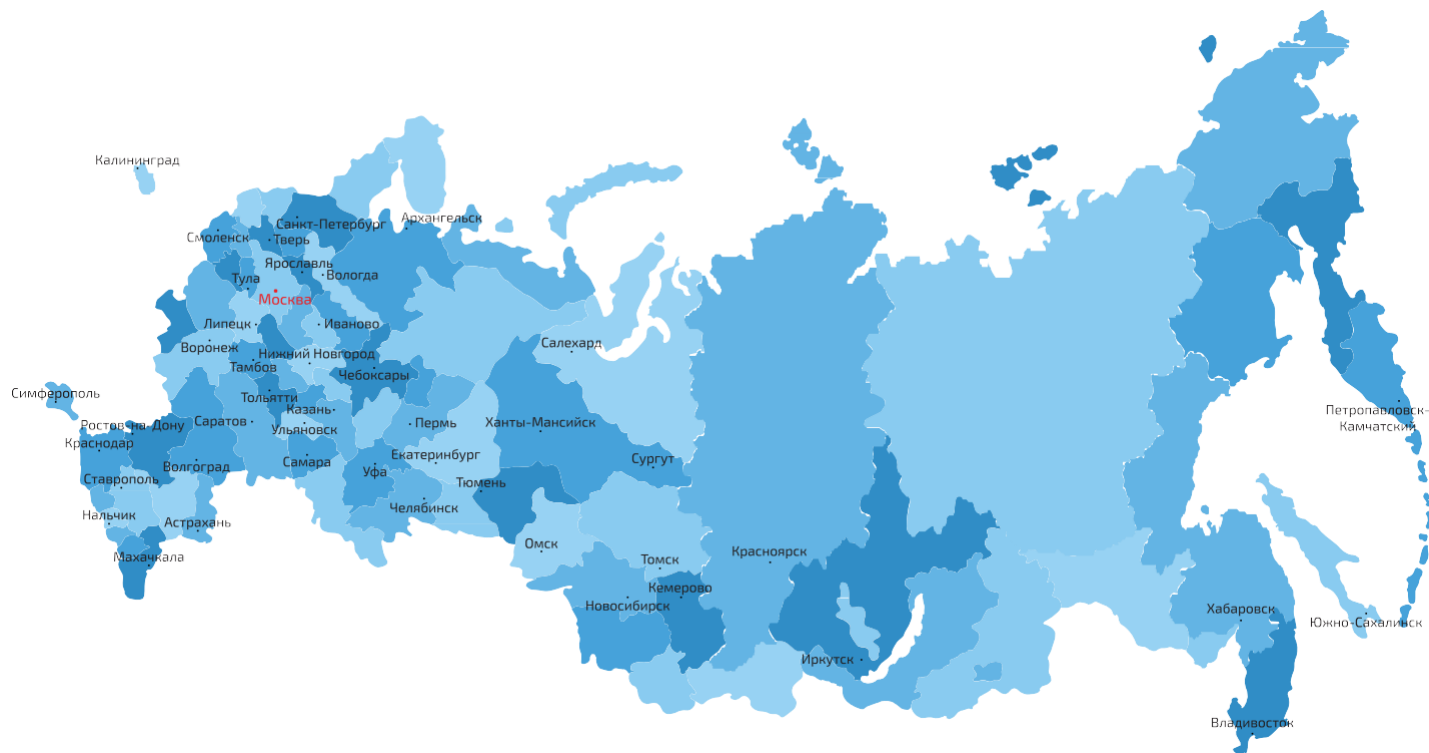 Калининград
Санкт-Петербург
Архангельск
Смоленск
Тверь
Ярославль
Тула
Вологда
Москва
Липецк
Иваново
Воронеж
Нижний Новгород
Салехард
Тамбов
Чебоксары
Симферополь
Тольятти
Казань
Ростов-на-Дону
Саратов
Ульяновск
Пермь
Ханты-Мансийск
Петропавловск-
Камчатский
Краснодар
Екатеринбург
Сургут
Волгоград
Самара
Уфа
Ставрополь
Тюмень
Челябинск
Нальчик
Астрахань
Омск
Красноярск
Махачкала
Томск
Кемерово
Новосибирск
Хабаровск
Южно-Сахалинск
Иркутск
Владивосток